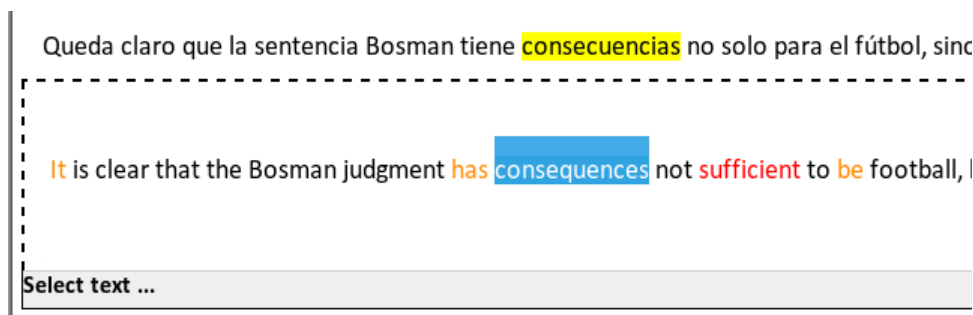 Queda claro que la sentencia Bosman tiene consecuencias no solo para el fútbol, sinc
It is clear that the Bosman judgment has consequences not sufficient to be football,
Select text ...